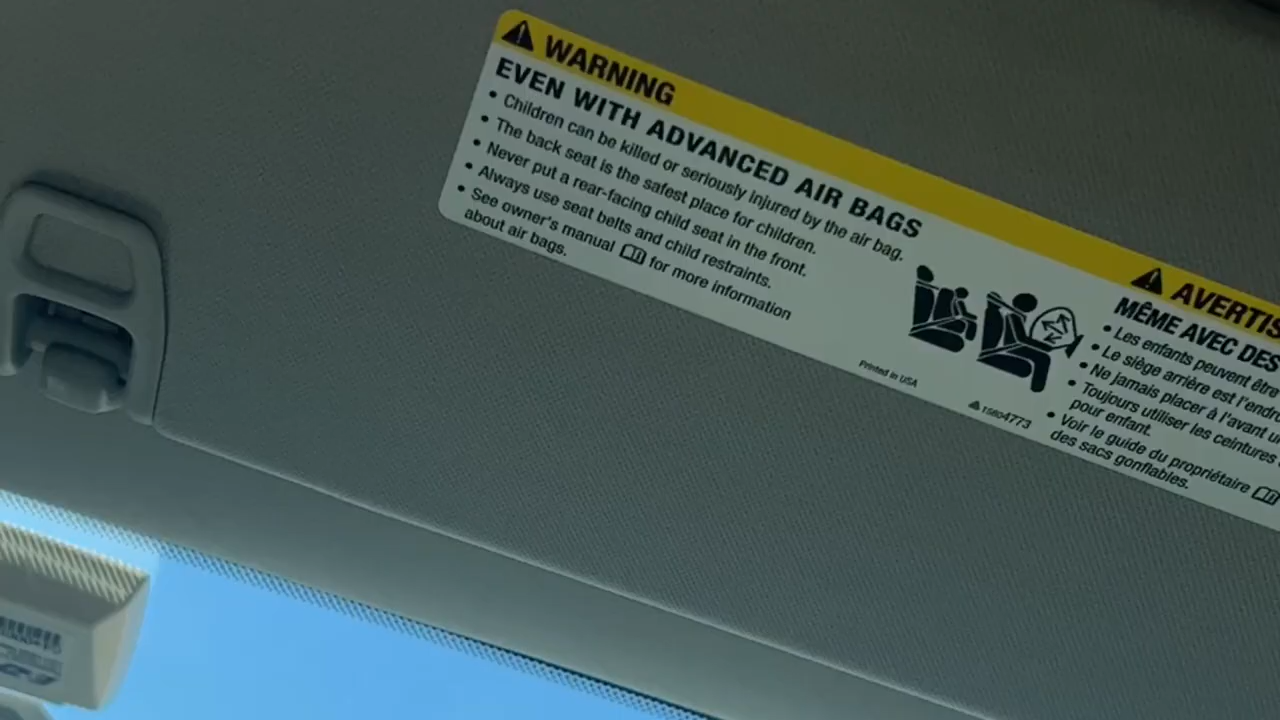 WARNING
EVEN WITH ADVANCED AIR BAGS
• Children can be killed or seriously injured by the air bag.
• The back seat is the safest place for children.
• Never put a rear-facing child seat in the front.
• Always use seat belts and child restraints.
• See owner's manual for more information
about air bags.
Printed in USA
15804773
AVERTIS
MÊME AVEC DES
• Les enfants peuvent être
• Le siège arrière est l'endro
• Ne jamais placer à l'avant u
• Toujours utiliser les ceintures
pour enfant.
• Voir le guide du propriétaire
des sacs gonflables.